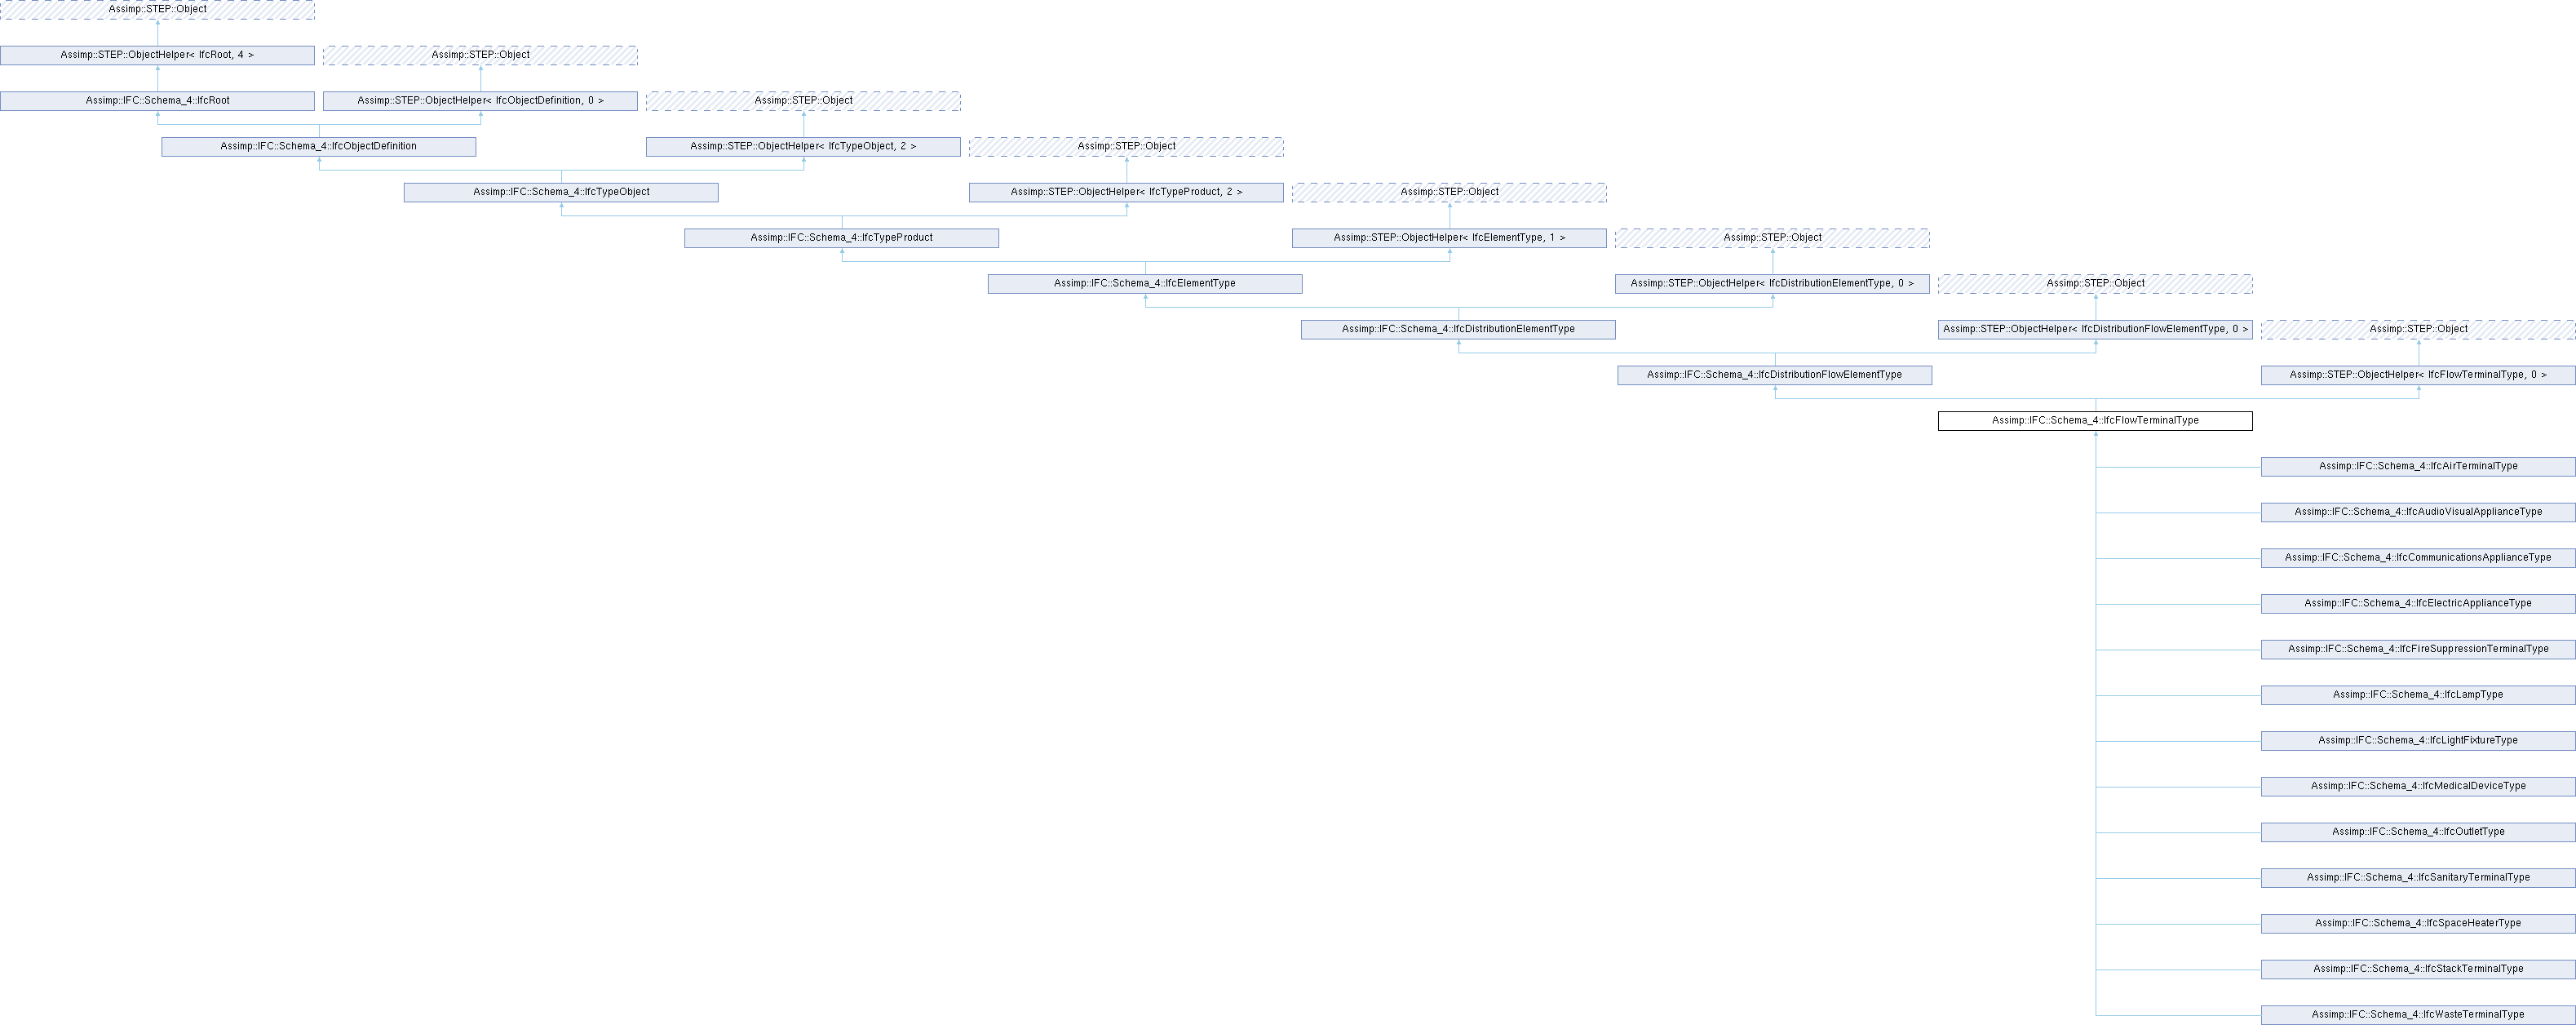 Assimp::STEP::Object
Assimp::STEP::ObjectHelper< IfcRoot, 4 >
Assimp::STEP::Object
Assimp::IFC::Schema_4::IfcRoot
Assimp::STEP::ObjectHelper< IfcObjectDefinition, 0 >
Assimp::STEP::Object
Assimp::IFC::Schema_4::IfcObjectDefinition
Assimp::STEP::ObjectHelper< IfcTypeObject, 2 >
Assimp::STEP::Object
Assimp::IFC::Schema_4::IfcTypeObject
Assimp::STEP::ObjectHelper< IfcTypeProduct, 2 >
Assimp::STEP::Object
Assimp::IFC::Schema_4::IfcTypeProduct
Assimp::STEP::ObjectHelper< IfcElementType, 1 >
Assimp::STEP::Object
Assimp::IFC::Schema_4::IfcElementType
Assimp::STEP::ObjectHelper< IfcDistributionElementType, 0 >
Assimp::STEP::Object
Assimp::IFC::Schema_4::IfcDistributionElementType
Assimp::STEP::ObjectHelper< IfcDistributionFlowElementType, 0 >
Assimp::STEP::Object
Assimp::IFC::Schema_4::IfcDistributionFlowElementType
Assimp::STEP::ObjectHelper< IfcFlowTerminalType, 0 >
Assimp::IFC::Schema_4::IfcFlowTerminalType
Assimp::IFC::Schema_4::IfcAirTerminalType
Assimp::IFC::Schema_4::IfcAudioVisualApplianceType
Assimp::IFC::Schema_4::IfcCommunicationsApplianceType
Assimp::IFC::Schema_4::IfcElectricApplianceType
Assimp::IFC::Schema_4::IfcFireSuppressionTerminalType
Assimp::IFC::Schema_4::IfcLampType
Assimp::IFC::Schema_4::IfcLightFixtureType
Assimp::IFC::Schema_4::IfcMedicalDeviceType
Assimp::IFC::Schema_4::IfcOutletType
Assimp::IFC::Schema_4::IfcSanitaryTerminalType
Assimp::IFC::Schema_4::IfcSpaceHeaterType
Assimp::IFC::Schema_4::IfcStackTerminalType
Assimp::IFC::Schema_4::IfcWasteTerminalType